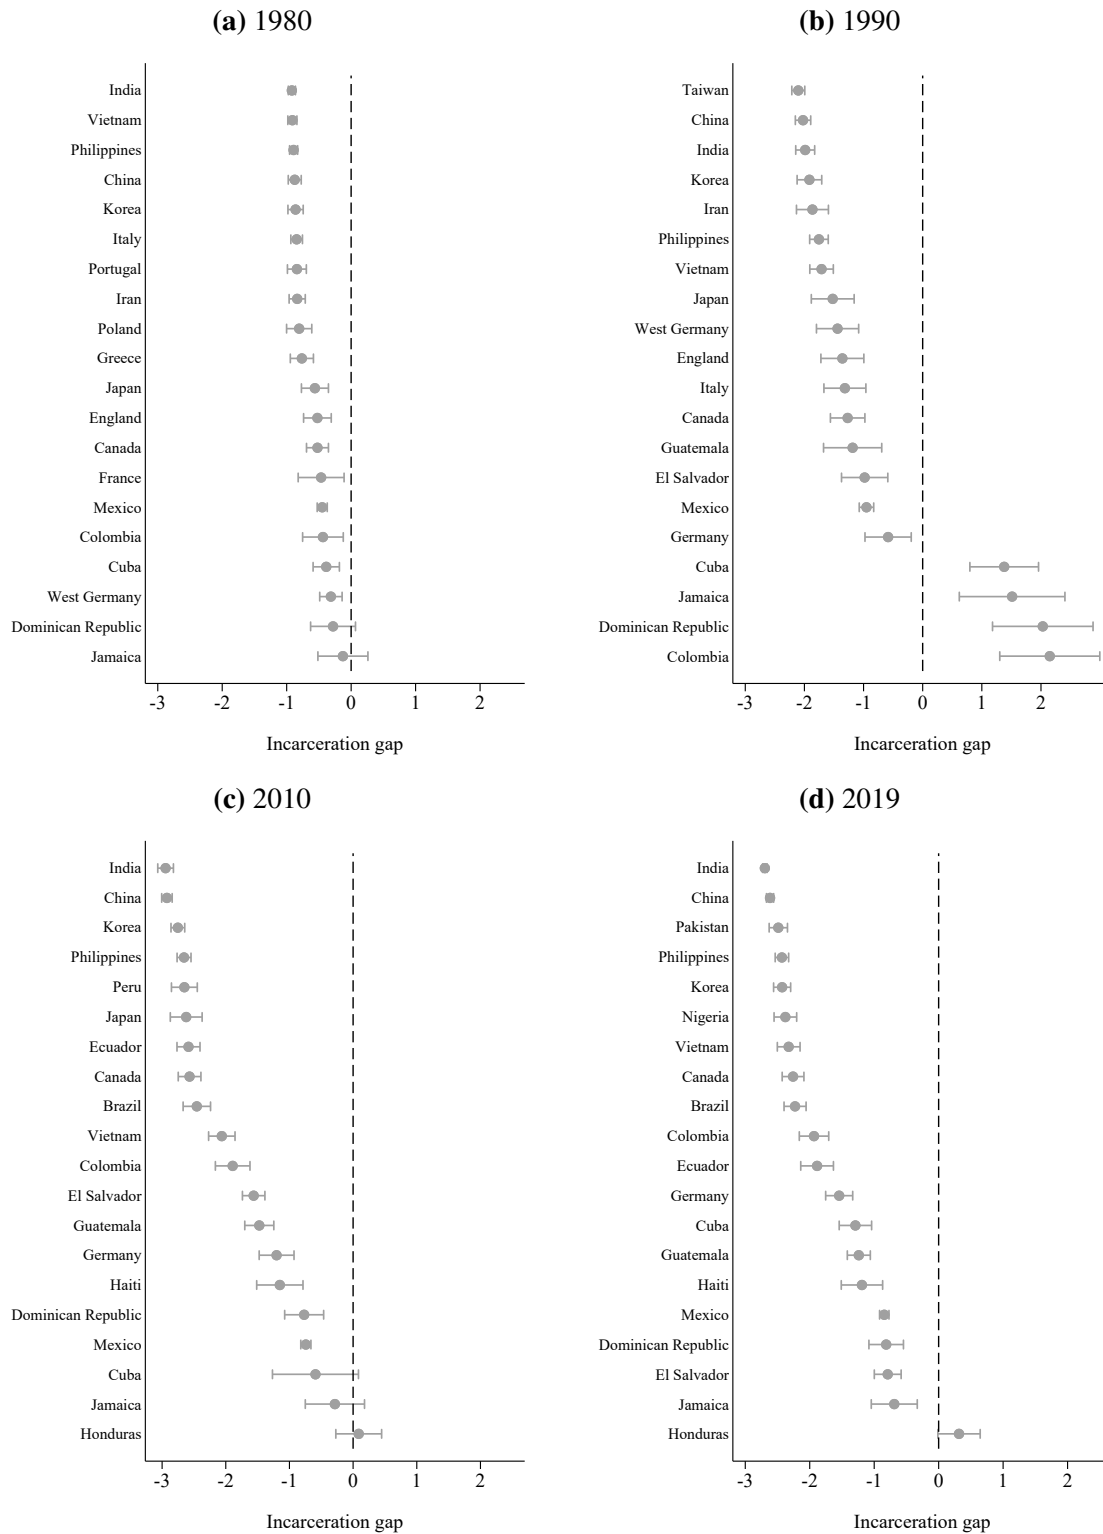 (a) 1980
India
Vietnam
Philippines
China
Korea
Italy
Portugal
Iran
Poland
Greece
Japan
England
Canada
France
Mexico
Colombia
Cuba
West Germany
Dominican Republic
Jamaica
-3 -2 -1 0 1 2
Incarceration gap
(b) 1990
Taiwan
China
India
Korea
Iran
Philippines
Vietnam
Japan
West Germany
England
Italy
Canada
Guatemala
El Salvador
Mexico
Germany
Cuba
Jamaica
Dominican Republic
Colombia
-3 -2 -1 0 1 2
Incarceration gap
(c) 2010
India
China
Korea
Philippines
Peru
Japan
Ecuador
Canada
Brazil
Vietnam
Colombia
El Salvador
Guatemala
Germany
Haiti
Dominican Republic
Mexico
Cuba
Jamaica
Honduras
-3 -2 -1 0 1 2
Incarceration gap
(d) 2019
India
China
Pakistan
Philippines
Korea
Nigeria
Vietnam
Canada
Brazil
Colombia
Ecuador
Germany
Cuba
Guatemala
Haiti
Mexico
Dominican Republic
El Salvador
Jamaica
Honduras
-3 -2 -1 0 1 2
Incarceration gap